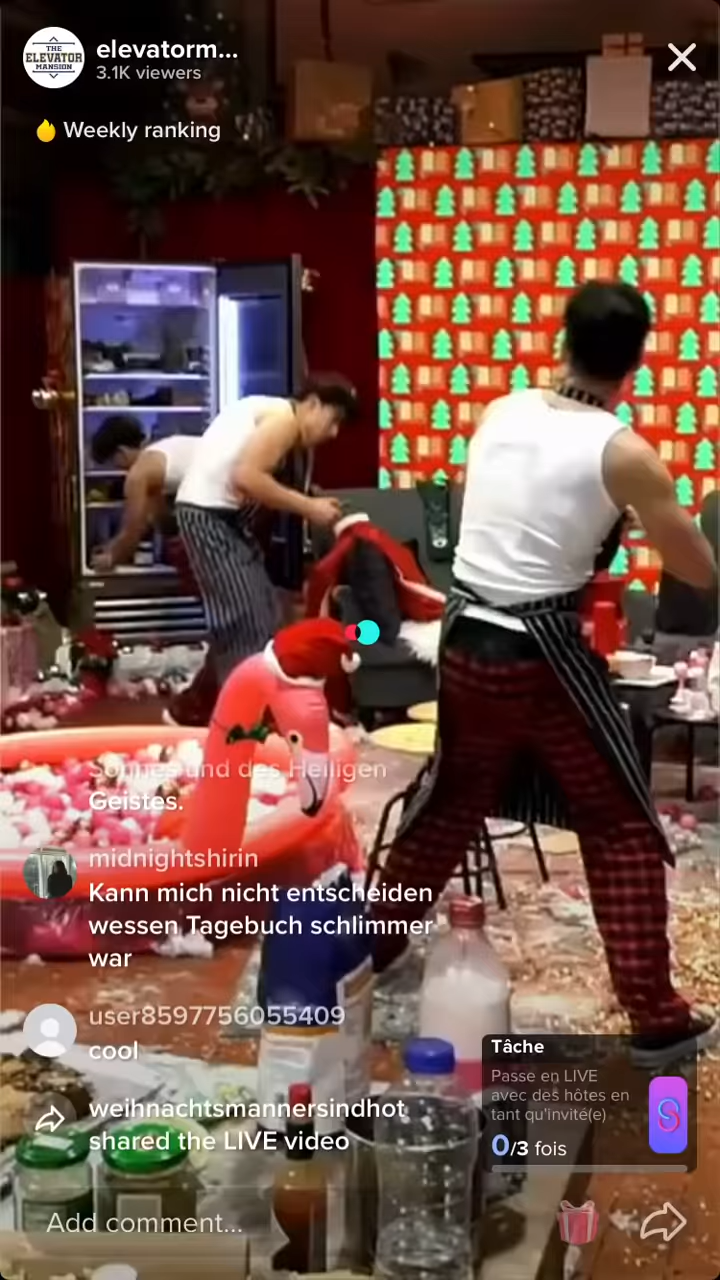 THE
ELEVATOR
MANSION
elevatorm...
3.1K viewers
Weekly ranking
Sohnes und des Heiligen
Geistes.
midnightshirin
Kann mich nicht entscheiden
wessen Tagebuch schlimmer
war
user8597756055409
cool
weihnachtsmannersindhot
shared the LIVE video
Tâche
Passe en LIVE
avec des hôtes en
tant qu'invité(e)
0/3 fois
Add comment...